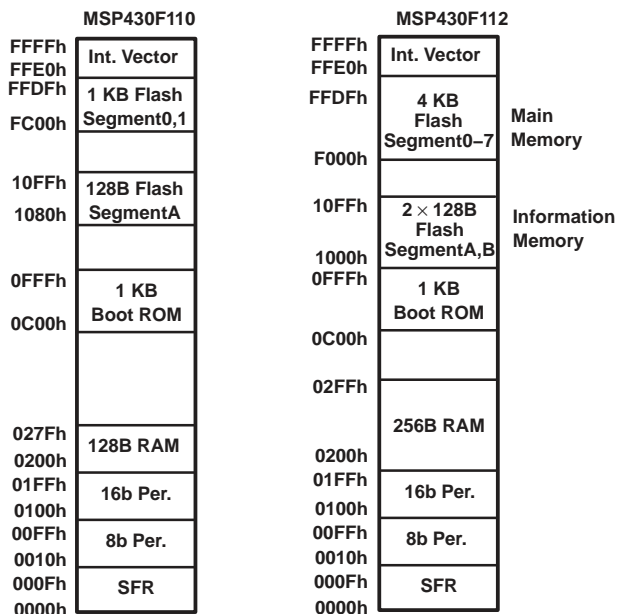 MSP430F110
FFFFh
Int. Vector
FFE0h
FFDFh
1 KB Flash
Segment0,1
FC00h
10FFh
128B Flash
SegmentA
1080h
0FFFh
1 KB
Boot ROM
0C00h
027Fh
128B RAM
0200h
01FFh
16b Per.
0100h
00FFh
8b Per.
0010h
000Fh
SFR
0000h
MSP430F112
FFFFh
Int. Vector
FFE0h
FFDFh
4 KB
Flash
Segment0–7
Main
Memory
F000h
10FFh
2 × 128B
Flash
SegmentA,B
Information
Memory
1000h
0FFFh
1 KB
Boot ROM
0C00h
02FFh
256B RAM
0200h
01FFh
16b Per.
0100h
00FFh
8b Per.
0010h
000Fh
SFR
0000h